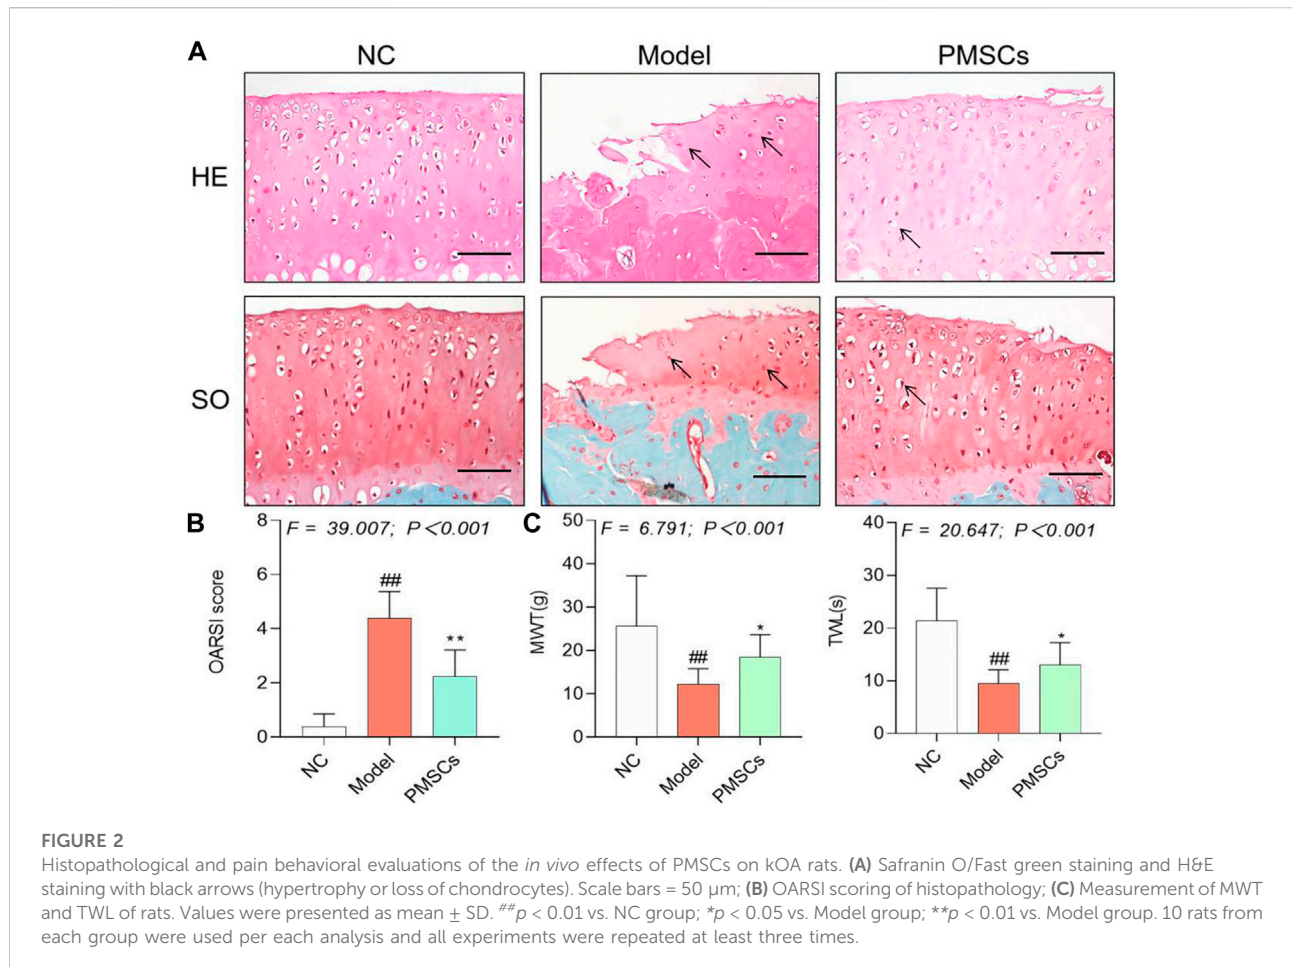 A
NC
Model
PMSCs
HE
SO
B
F = 39.007; P<0.001
OARSI score
8
6
4
2
0
##
**
NC
Model
PMSCs
C
F = 6.791; P<0.001
MWT(g)
50
40
30
20
10
0
##
*
NC
Model
PMSCs
F = 20.647; P<0.001
TWL(s)
40
30
20
10
0
##
*
NC
Model
PMSCs
FIGURE 2
Histopathological and pain behavioral evaluations of the in vivo effects of PMSCs on kOA rats. (A) Safranin O/Fast green staining and H&E
staining with black arrows (hypertrophy or loss of chondrocytes). Scale bars = 50 μm; (B) OARSI scoring of histopathology; (C) Measurement of MWT
and TWL of rats. Values were presented as mean ± SD. ##p < 0.01 vs. NC group; *p < 0.05 vs. Model group; **p < 0.01 vs. Model group. 10 rats from
each group were used per each analysis and all experiments were repeated at least three times.